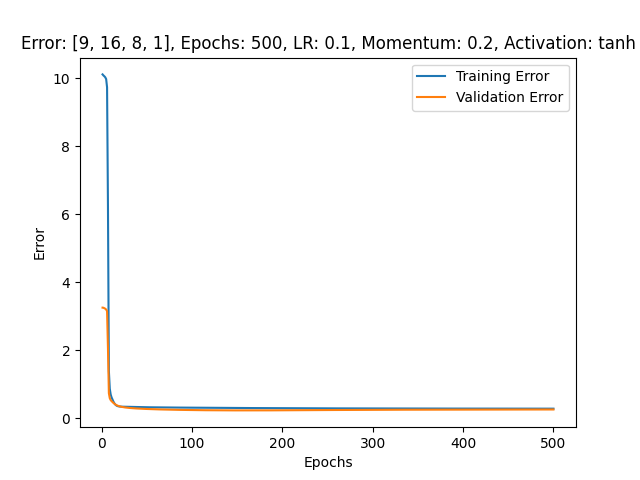 Error: [9, 16, 8, 1], Epochs: 500, LR: 0.1, Momentum: 0.2, Activation: tanh
Training Error
Validation Error
10
8
6
4
2
0
Error
0 100 200 300 400 500
Epochs